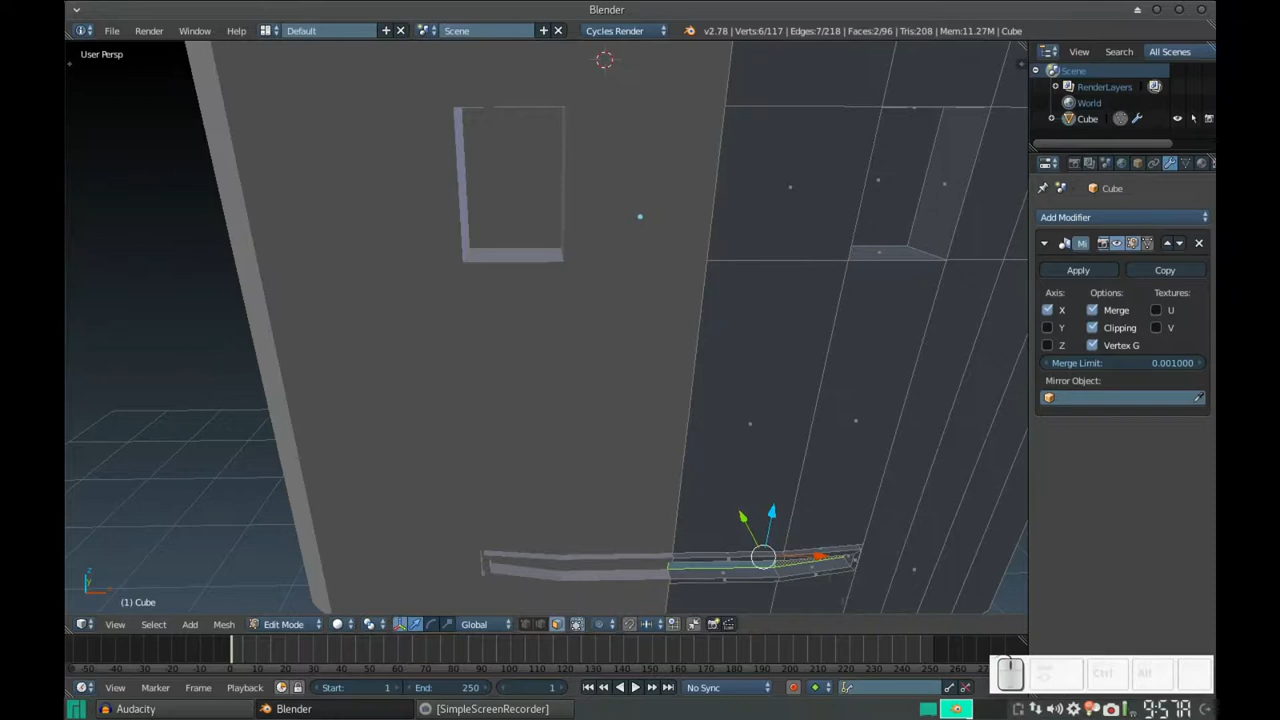 Blender
File Render Window Help Default Scene Cycles Render v2.78 | Verts:6/117 | Edges:7/218 | Faces:2/96 | Tris:208 | Mem:11.27M | Cube
User Persp
View Search All Scenes
Scene
RenderLayers
World
Cube
Cube
Add Modifier
Mi
Apply Copy
Axis: Options: Textures:
X Merge U
Y Clipping V
Z Vertex G
Merge Limit: 0.001000
Mirror Object:
z
(1) Cube
View Select Add Mesh Edit Mode Global
-50 -40 -30 -20 -10 0 10 20 30 40 50 60 70 80 90 100 110 120 130 140 150 160 170 180 190 200 210 220 230 240 250 260
View Marker Frame Playback Start: 1 End: 250 1 No Sync
Ctrl Alt
Audacity Blender [SimpleScreenRecorder]